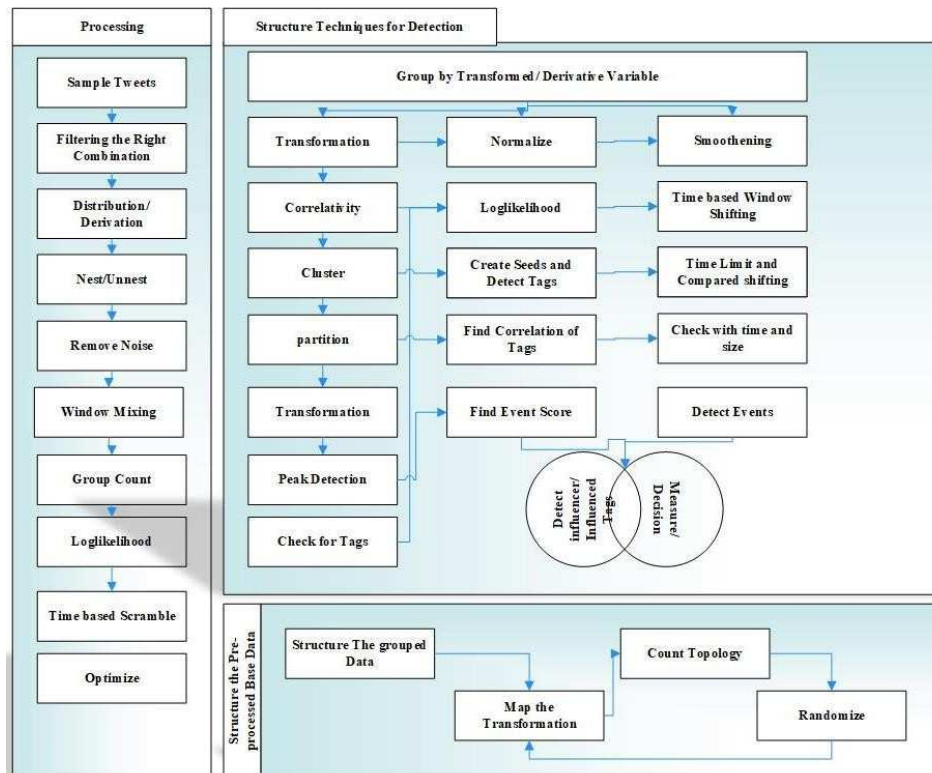 Processing
Sample Tweets
Filtering the Right
Combination
Distribution/
Derivation
Nest/Unnest
Remove Noise
Window Mixing
Group Count
Loglikelihood
Time based Scramble
Optimize
Structure Techniques for Detection
Group by Transformed/ Derivative Variable
Transformation
Normalize
Smoothening
Correlativity
Loglikelihood
Time based Window
Shifting
Cluster
Create Seeds and
Detect Tags
Time Limit and
Compared shifting
partition
Find Correlation of
Tags
Check with time and
size
Transformation
Find Event Score
Detect Events
Peak Detection
Check for Tags
Detect
influencer/
Influenced
Tags
Measure/
Decision
Structure the Pre-
processed Base Data
Structure The grouped
Data
Count Topology
Map the
Transformation
Randomize